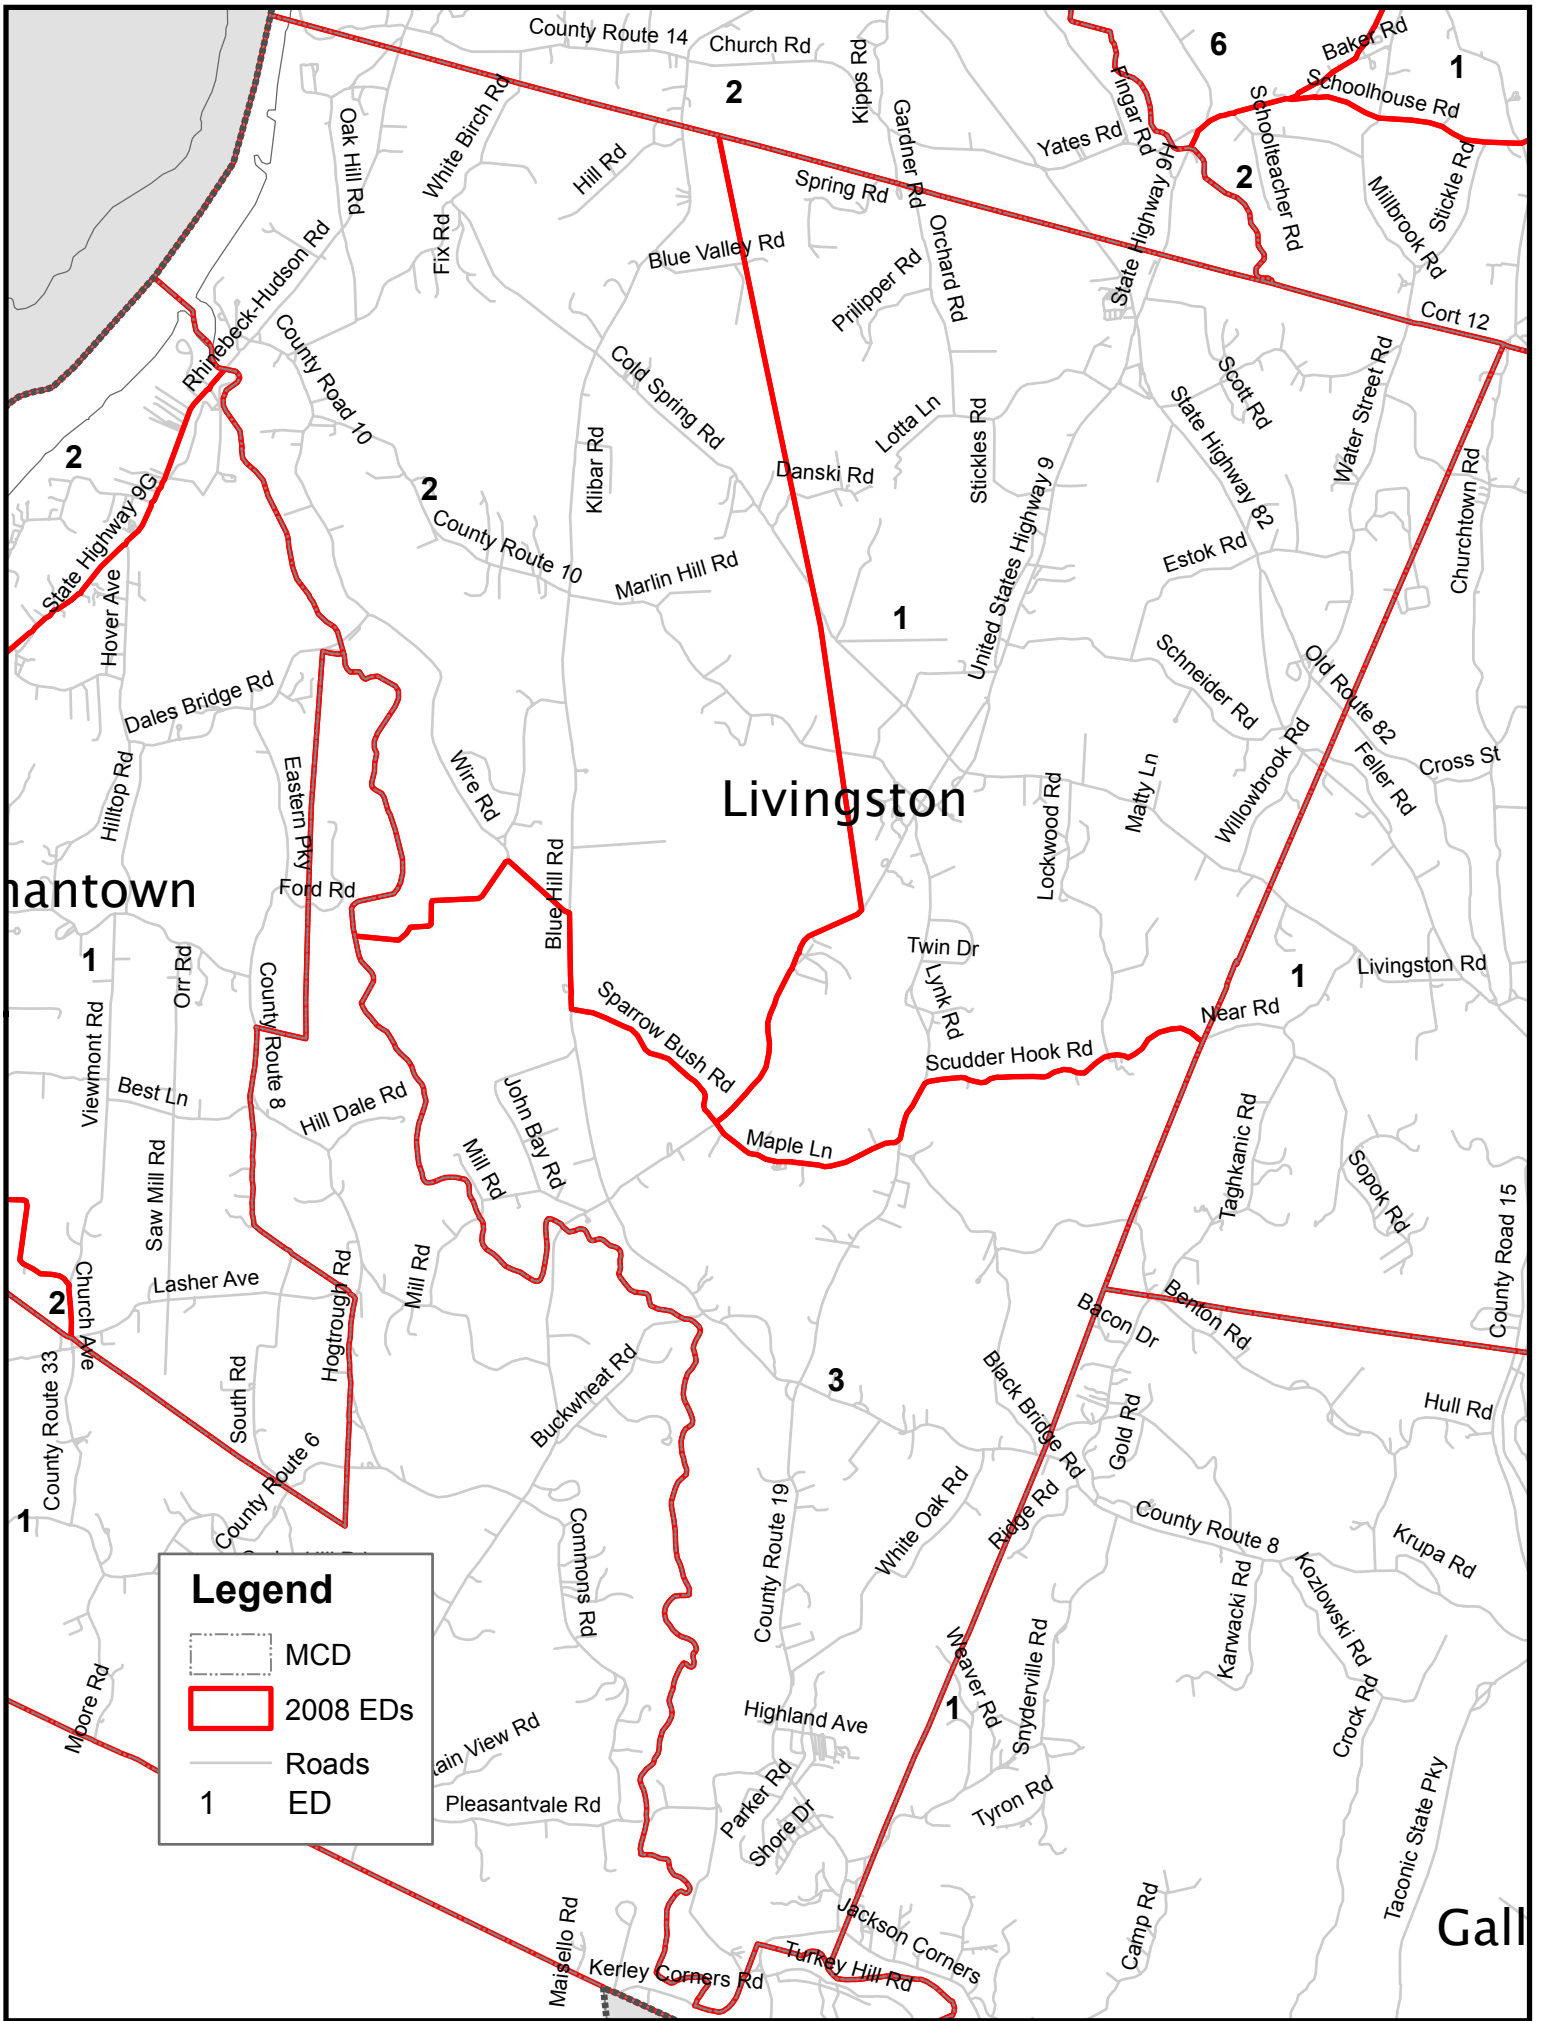 County Route 14
Church Rd
Kipps Rd
6
Baker Rd
1
Schoolhouse Rd
2
Oak Hill Rd
White Birch Rd
Hill Rd
Gardner Rd
Yates Rd
Fingar Rd
Schoolteacher Rd
2
Stickle Rd
Millbrook Rd
Spring Rd
State Highway 9H
Fix Rd
Blue Valley Rd
Orchard Rd
Prilipper Rd
Rhinebeck-Hudson Rd
Cort 12
County Road 10
Cold Spring Rd
Scott Rd
Water Street Rd
State Highway 82
Lotta Ln
Stickles Rd
Klibar Rd
2
2
Danski Rd
Churchtown Rd
State Highway 9G
County Route 10
Marlin Hill Rd
United States Highway 9
Estok Rd
Hover Ave
1
Schneider Rd
Old Route 82
Dales Bridge Rd
Willowbrook Rd
Feller Rd
Cross St
Hilltop Rd
Eastern Pky
Wire Rd
Livingston
Lockwood Rd
Matty Ln
Blue Hill Rd
Ford Rd
nantown
1
Orr Rd
County Route 8
Twin Dr
Lynk Rd
1
Livingston Rd
Near Rd
Viewmont Rd
Sparrow Bush Rd
Scudder Hook Rd
Best Ln
Hill Dale Rd
John Bay Rd
Maple Ln
Taghkanic Rd
Saw Mill Rd
Mill Rd
Sopok Rd
County Road 15
Church Ave
2
Lasher Ave
Hogtrough Rd
Mill Rd
Bacon Dr
Benton Rd
County Route 33
South Rd
Buckwheat Rd
3
Black Bridge Rd
Gold Rd
Hull Rd
County Route 6
1
Commons Rd
County Route 19
White Oak Rd
Ridge Rd
County Route 8
Krupa Rd
Karwacki Rd
Kozlowski Rd
Legend
MCD
2008 EDs
Roads
1 ED
Moore Rd
tain View Rd
Pleasantvale Rd
Highland Ave
Weaver Rd
1
Snyderville Rd
Crock Rd
Parker Rd
Shore Dr
Tyron Rd
Taconic State Pky
Maisello Rd
Kerley Corners Rd
Turkey Hill Rd
Jackson Corners
Camp Rd
Gall